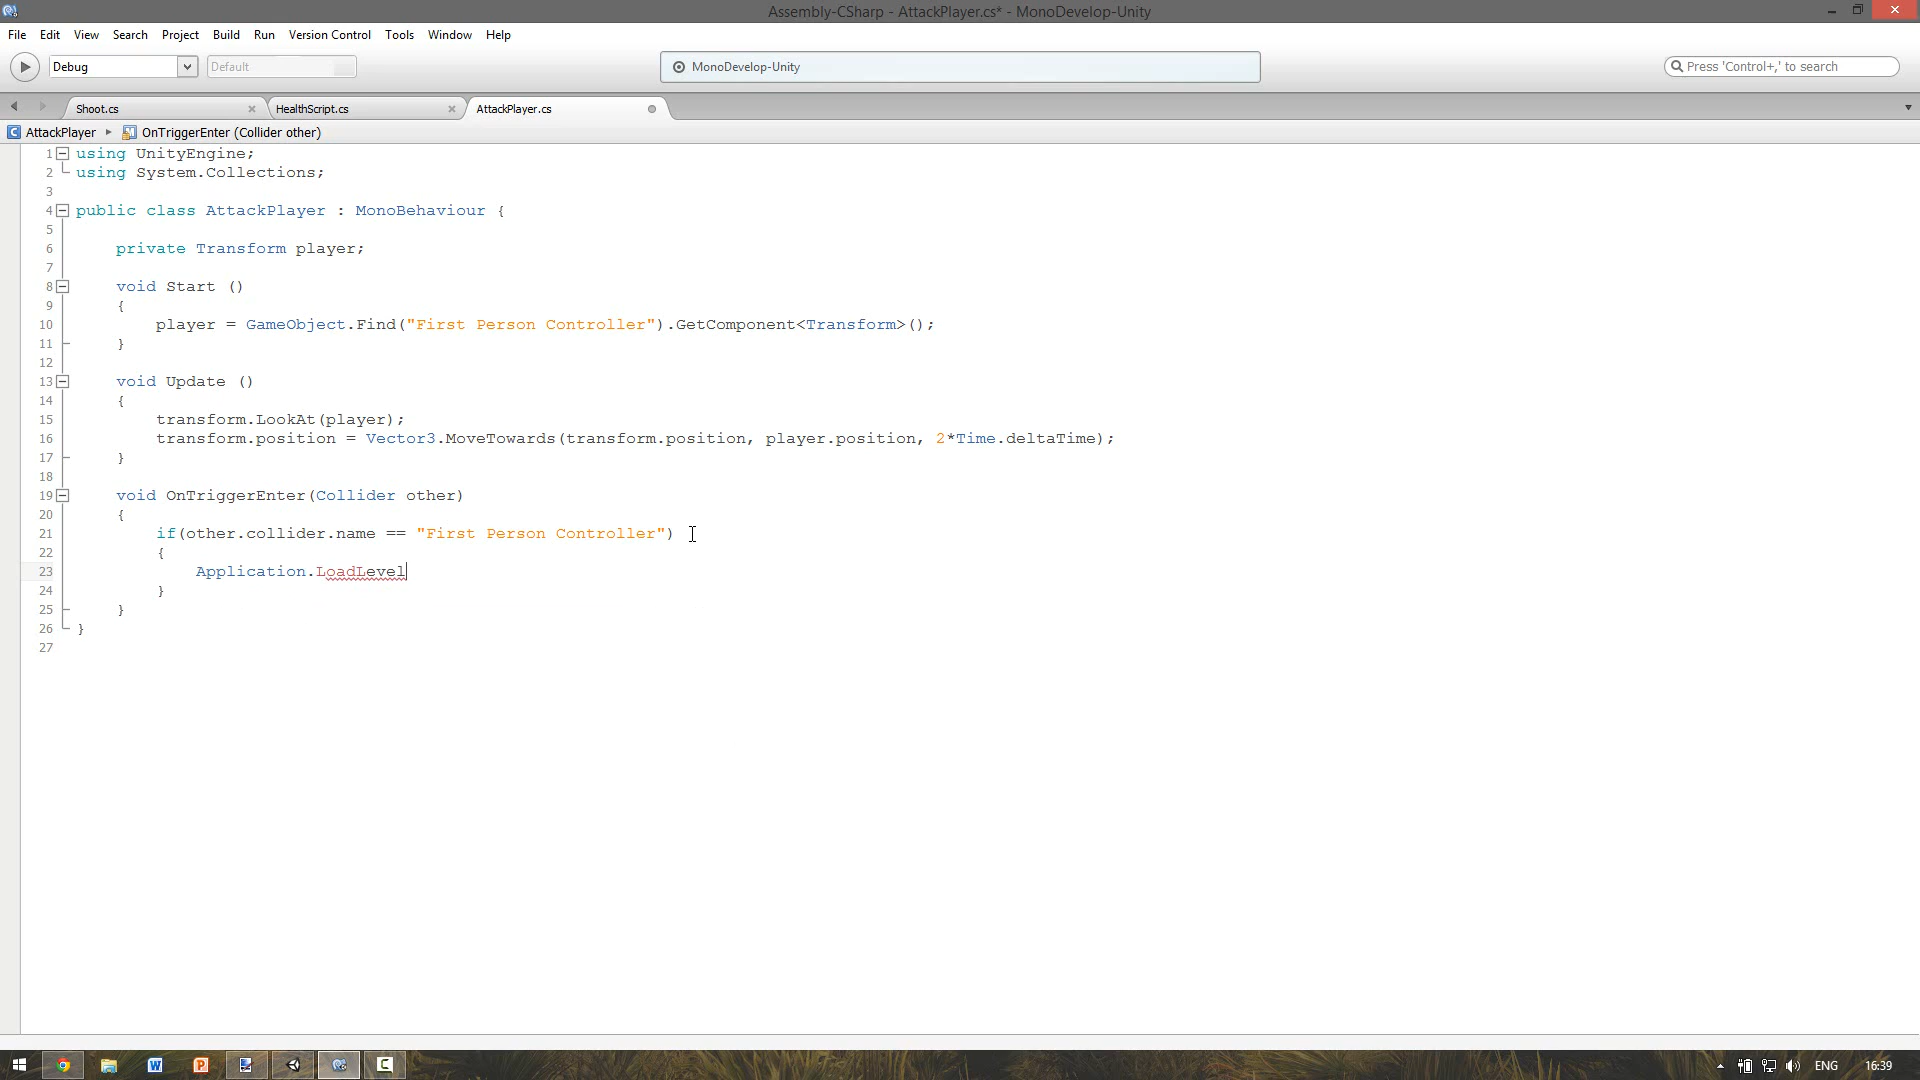 Assembly-CSharp - AttackPlayer.cs* - MonoDevelop-Unity
File Edit View Search Project Build Run Version Control Tools Window Help
Debug Default MonoDevelop-Unity Press 'Control+,' to search
Shoot.cs HealthScript.cs AttackPlayer.cs
AttackPlayer OnTriggerEnter (Collider other)
1 using UnityEngine;
2 using System.Collections;
3
4 public class AttackPlayer : MonoBehaviour {
5
6 private Transform player;
7
8 void Start ()
9 {
10 player = GameObject.Find("First Person Controller").GetComponent<Transform>();
11 }
12
13 void Update ()
14 {
15 transform.LookAt(player);
16 transform.position = Vector3.MoveTowards(transform.position, player.position, 2*Time.deltaTime);
17 }
18
19 void OnTriggerEnter(Collider other)
20 {
21 if(other.collider.name == "First Person Controller")
22 {
23 Application.LoadLevel
24 }
25 }
26 }
27
ENG 16:39